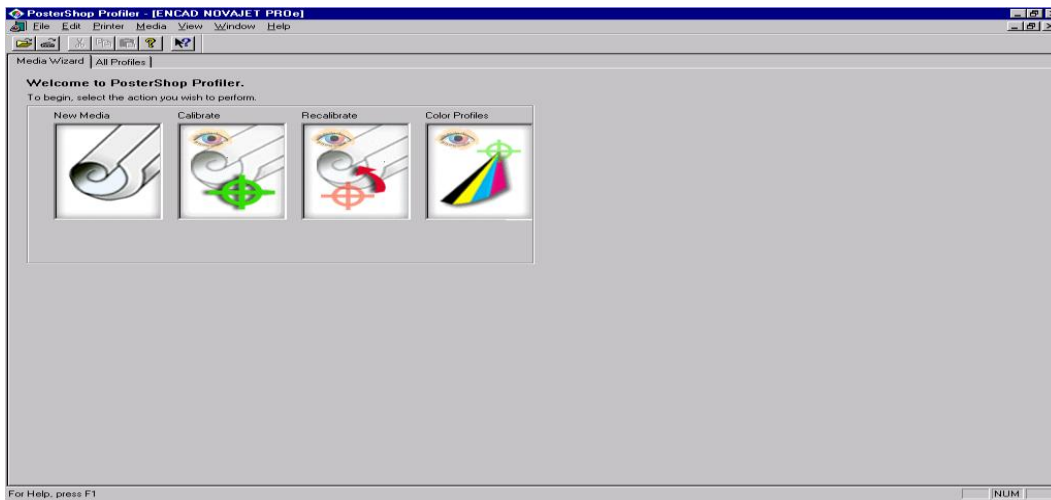 PosterShop Profiler - [ENCAD NOVAJET PROe]
File Edit Printer Media View Window Help
Media Wizard All Profiles
Welcome to PosterShop Profiler.
To begin, select the action you wish to perform.
New Media Calibrate Recalibrate Color Profiles
For Help, press F1 NUM